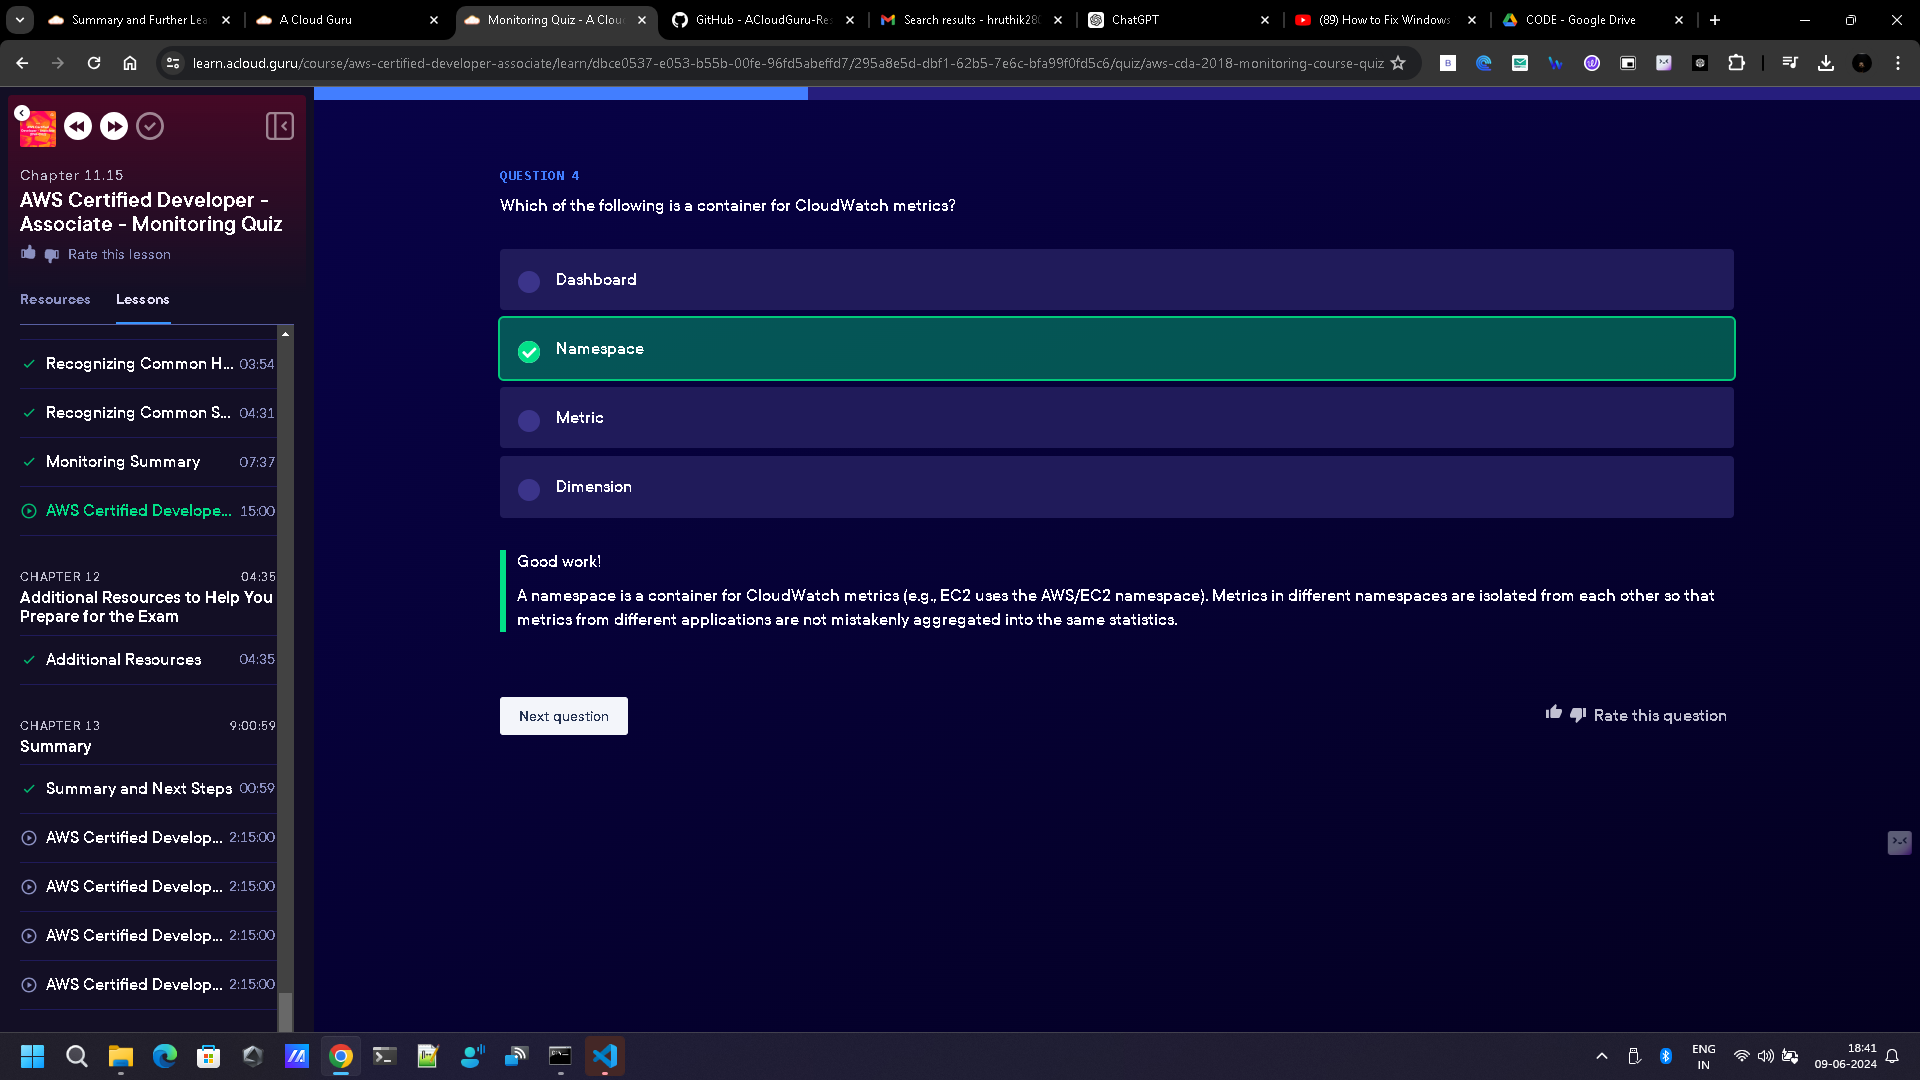 Summary and Further Lea
A Cloud Guru
Monitoring Quiz - A Clou
GitHub - ACloudGuru-Res
Search results - hruthik280
ChatGPT
(89) How to Fix Windows
CODE - Google Drive
learn.acloud.guru/course/aws-certified-developer-associate/learn/dbce0537-e053-b55b-00fe-96fd5abeffd7/295a8e5d-dbf1-62b5-7e6c-bfa99f0fd5c6/quiz/aws-cda-2018-monitoring-course-quiz
Chapter 11.15
AWS Certified Developer -
Associate - Monitoring Quiz
Rate this lesson
Resources
Lessons
Recognizing Common H... 03:54
Recognizing Common S... 04:31
Monitoring Summary 07:37
AWS Certified Develope... 15:00
CHAPTER 12 04:35
Additional Resources to Help You
Prepare for the Exam
Additional Resources 04:35
CHAPTER 13 9:00:59
Summary
Summary and Next Steps 00:59
AWS Certified Develop... 2:15:00
AWS Certified Develop... 2:15:00
AWS Certified Develop... 2:15:00
AWS Certified Develop... 2:15:00
QUESTION 4
Which of the following is a container for CloudWatch metrics?
Dashboard
Namespace
Metric
Dimension
Good work!
A namespace is a container for CloudWatch metrics (e.g., EC2 uses the AWS/EC2 namespace). Metrics in different namespaces are isolated from each other so that
metrics from different applications are not mistakenly aggregated into the same statistics.
Next question
Rate this question
ENG
IN
18:41
09-06-2024